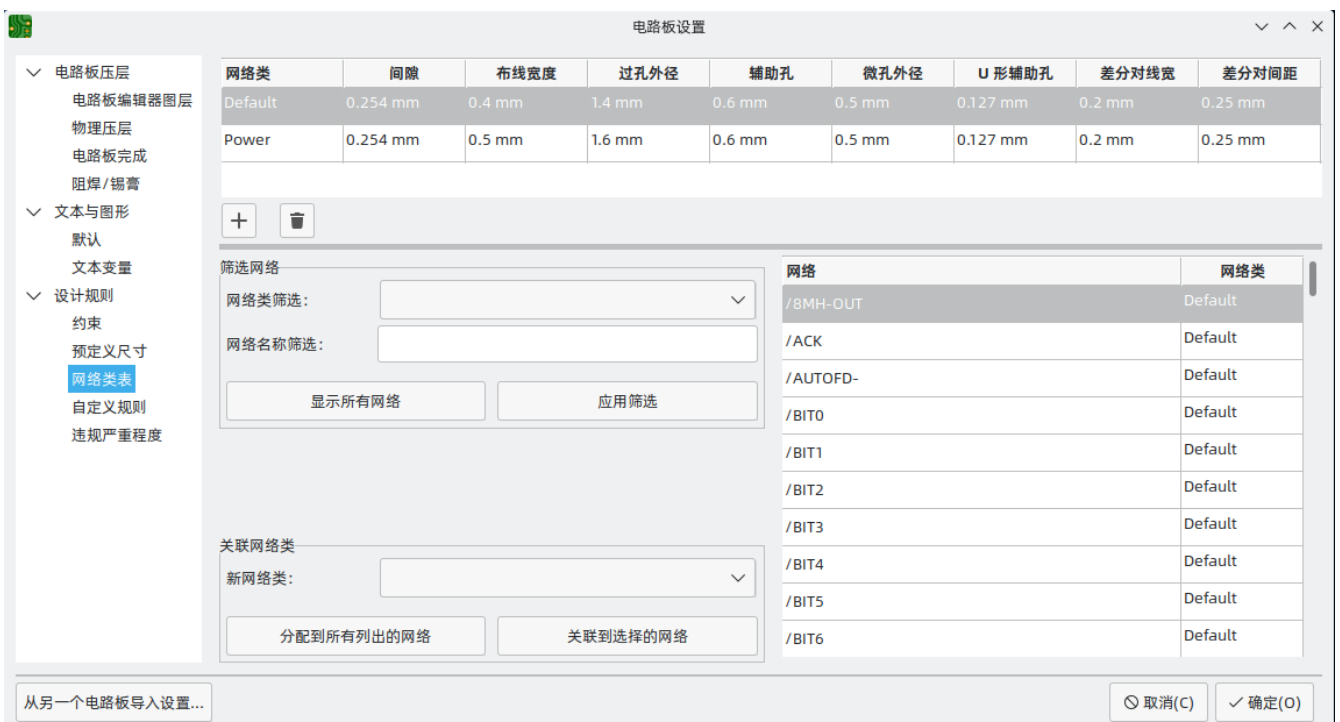 电路板设置
电路板压层
电路板编辑器图层
物理压层
电路板完成
阻焊/锡膏
文本与图形
默认
文本变量
设计规则
约束
预定义尺寸
网络类表
自定义规则
违规严重程度
网络类 间隙 布线宽度 过孔外径 辅助孔 微孔外径 U 形辅助孔 差分对线宽 差分对间距
Default 0.254 mm 0.4 mm 1.4 mm 0.6 mm 0.5 mm 0.127 mm 0.2 mm 0.25 mm
Power 0.254 mm 0.5 mm 1.6 mm 0.6 mm 0.5 mm 0.127 mm 0.2 mm 0.25 mm
筛选网络
网络类筛选:
网络名称筛选:
显示所有网络 应用筛选
关联网络类
新网络类:
分配到所有列出的网络 关联到选择的网络
网络 网络类
/8MH-OUT Default
/ACK Default
/AUTOFD- Default
/BIT0 Default
/BIT1 Default
/BIT2 Default
/BIT3 Default
/BIT4 Default
/BIT5 Default
/BIT6 Default
从另一个电路板导入设置... 取消(C) 确定(O)